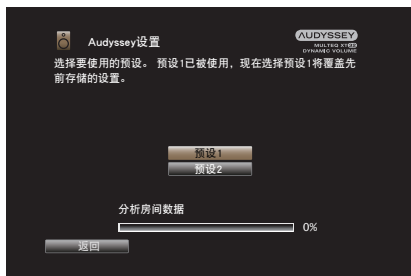 Audyssey设置
AUDYSSEY
MULTEQ XT32
DYNAMIC VOLUME
选择要使用的预设。 预设1已被使用，现在选择预设1将覆盖先
前存储的设置。
预设1
预设2
分析房间数据
0%
返回